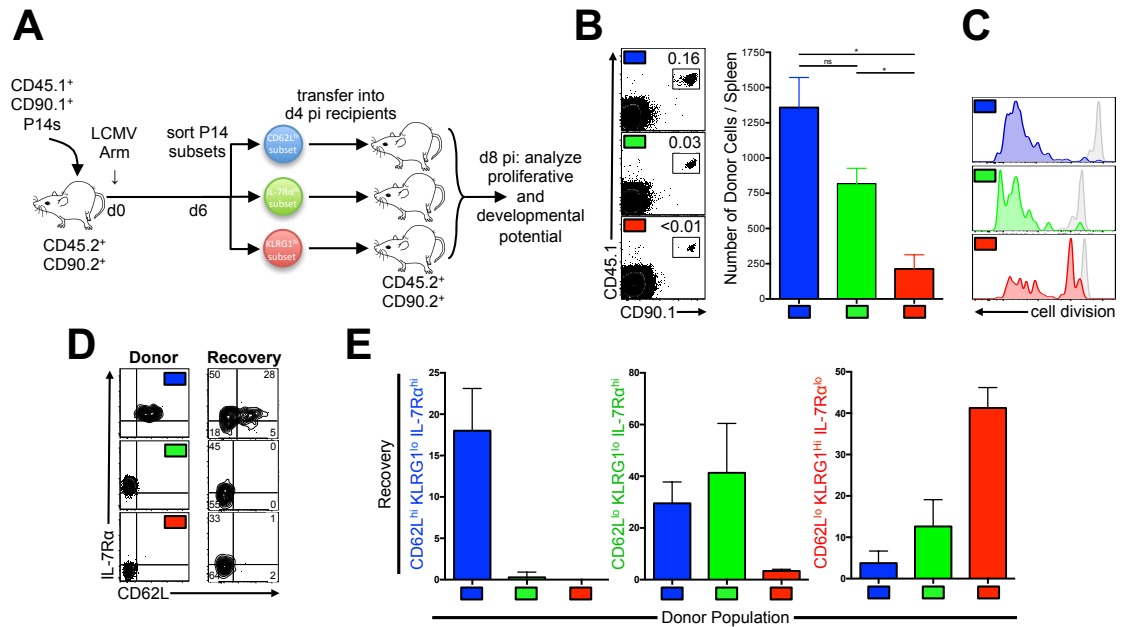 A
CD45.1⁺
CD90.1⁺
P14s
LCMV
Arm
↓
d0
CD45.2⁺
CD90.2⁺
sort P14
subsets
d6
CD62Lʰⁱ
subset
IL-7Rαʰⁱ
subset
KLRG1ʰⁱ
subset
transfer into
d4 pi recipients
CD45.2⁺
CD90.2⁺
d8 pi: analyze
proliferative
and
developmental
potential
B
0.16
0.03
<0.01
CD45.1
CD90.1
Number of Donor Cells / Spleen
1750
1500
1250
1000
750
500
250
0
*
ns
*
C
cell division
D
Donor
Recovery
50
28
18
5
45
0
55
0
33
1
64
2
IL-7Rα
CD62L
E
Recovery
CD62Lʰⁱ KLRG1ˡᵒ IL-7Rαʰⁱ
25
20
15
10
5
0
CD62Lˡᵒ KLRG1ˡᵒ IL-7Rαʰⁱ
80
60
40
20
0
CD62Lˡᵒ KLRG1ᴴⁱ IL-7Rαˡᵒ
50
40
30
20
10
0
Donor Population